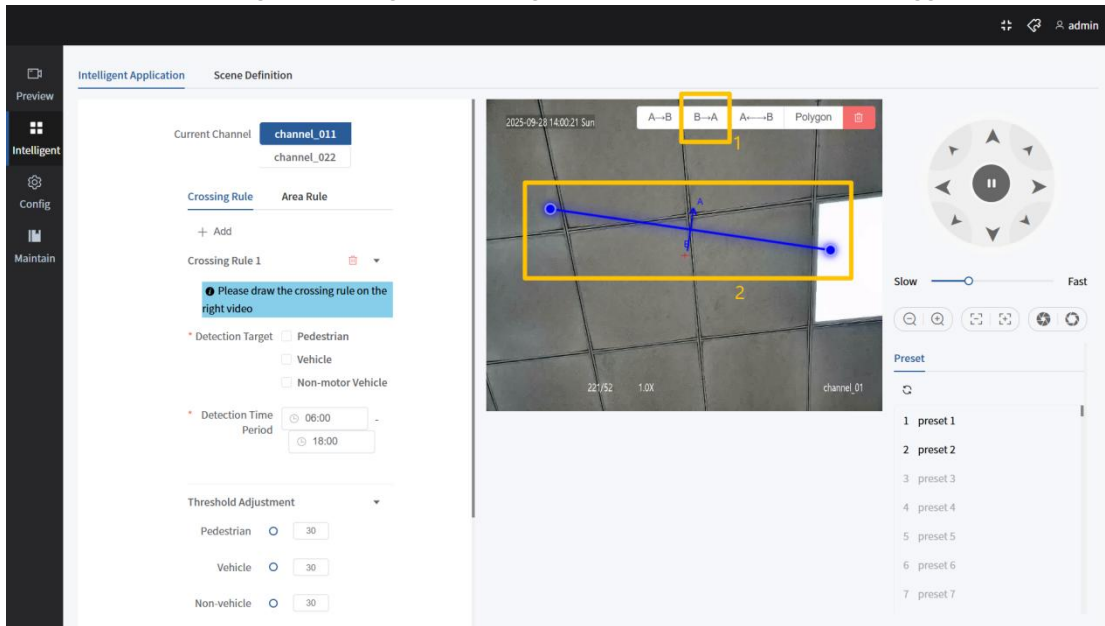 admin
Preview
Intelligent
Config
Maintain
Intelligent Application Scene Definition
Current Channel channel_011
channel_022
Crossing Rule Area Rule
+ Add
Crossing Rule 1
Please draw the crossing rule on the
right video
* Detection Target Pedestrian
Vehicle
Non-motor Vehicle
* Detection Time
Period
06:00 -
18:00
Threshold Adjustment
Pedestrian 30
Vehicle 30
Non-vehicle 30
2025-09-28 14:00:21 Sun
A→B B→A A←→B Polygon
1
A
B
2
221/52 1.0X channel_01
Slow Fast
Preset
1 preset 1
2 preset 2
3 preset 3
4 preset 4
5 preset 5
6 preset 6
7 preset 7